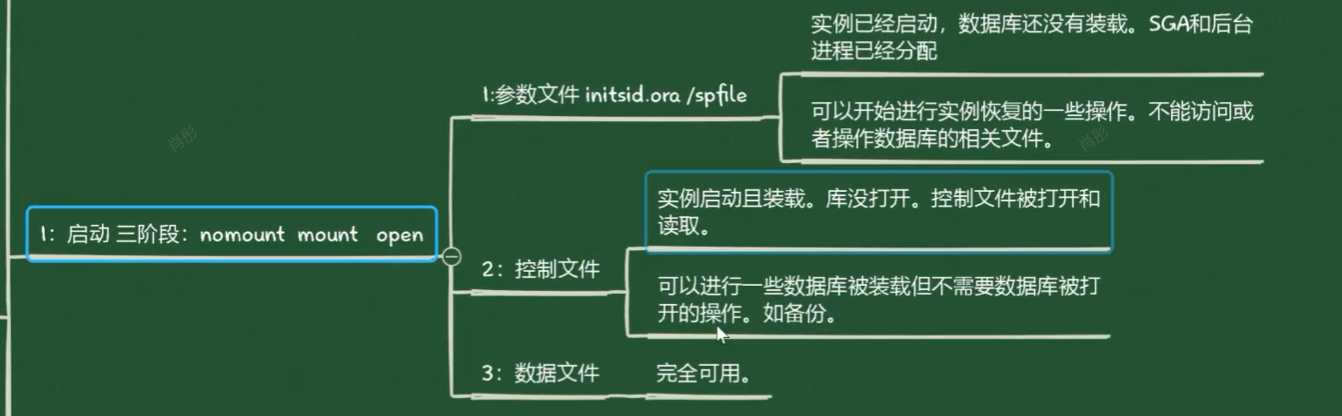 实例已经启动，数据库还没有装载。SGA和后台
进程已经分配
1:参数文件 initsid.ora /spfile
可以开始进行实例恢复的一些操作。不能访问或
者操作数据库的相关文件。
肖彤
肖彤
实例启动且装载。库没打开。控制文件被打开和
读取。
1：启动 三阶段：nomount mount open
2：控制文件
可以进行一些数据库被装载但不需要数据库被打
开的操作。如备份。
3：数据文件
完全可用。